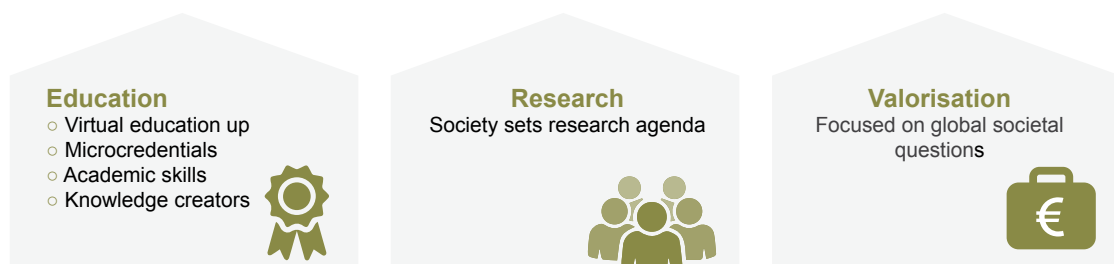 Education
○ Virtual education up
○ Microcredentials
○ Academic skills
○ Knowledge creators
Research
Society sets research agenda
Valorisation
Focused on global societal
questions
€